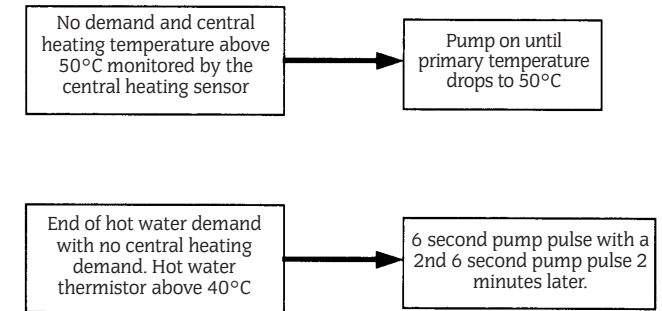 No demand and central
heating temperature above
50°C monitored by the
central heating sensor
Pump on until
primary temperature
drops to 50°C
End of hot water demand
with no central heating
demand. Hot water
thermistor above 40°C
6 second pump pulse with a
2nd 6 second pump pulse 2
minutes later.